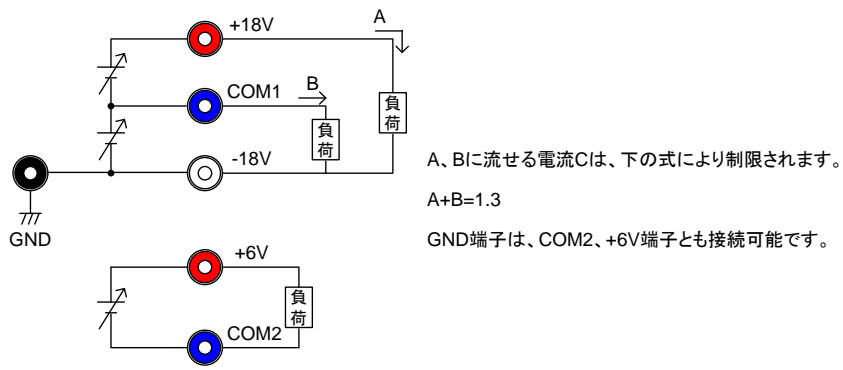 A
+18V
B
COM1
負荷
負荷
-18V
GND
A、Bに流せる電流Cは、下の式により制限されます。
A+B=1.3
GND端子は、COM2、+6V端子とも接続可能です。
+6V
負荷
COM2